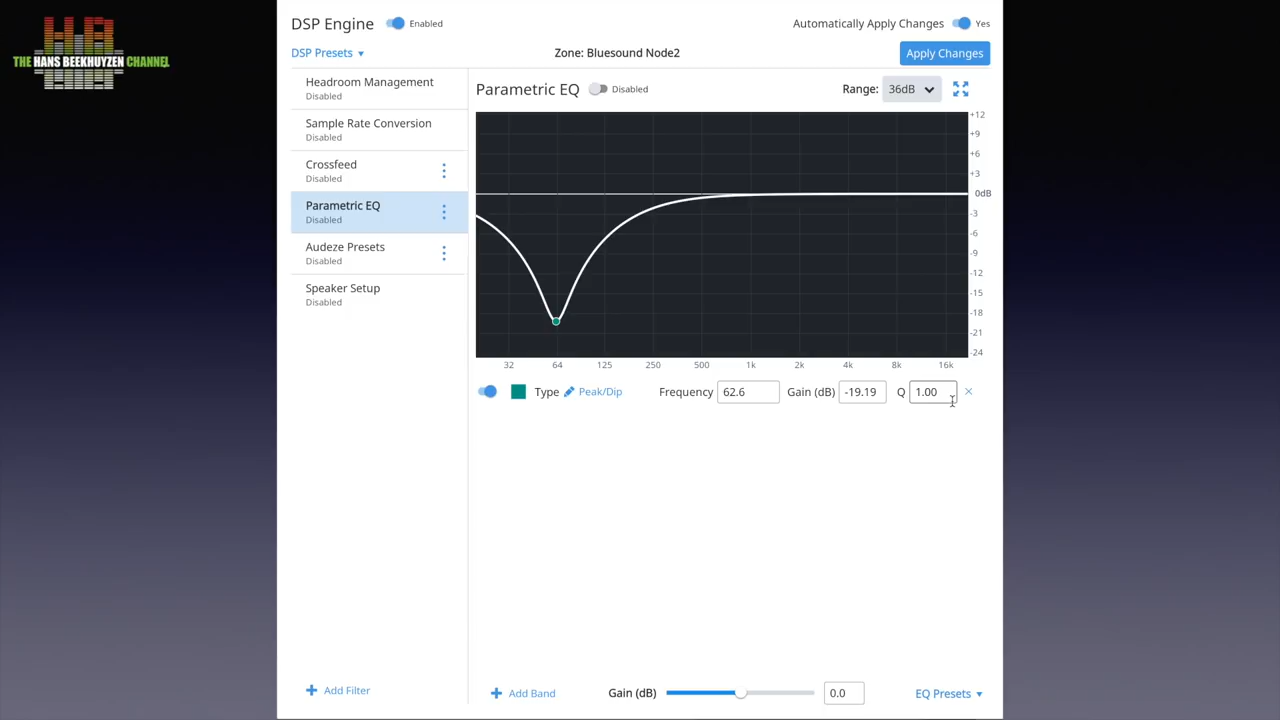 THE HANS BEEKHUYZEN CHANNEL
DSP Engine Enabled Automatically Apply Changes Yes
DSP Presets Zone: Bluesound Node2 Apply Changes
Headroom Management
Disabled
Sample Rate Conversion
Disabled
Crossfeed
Disabled
Parametric EQ
Disabled
Audeze Presets
Disabled
Speaker Setup
Disabled
Add Filter
Parametric EQ Disabled Range: 36dB
+12
+9
+6
+3
0dB
-3
-6
-9
-12
-15
-18
-21
-24
32 64 125 250 500 1k 2k 4k 8k 16k
Type Peak/Dip Frequency 62.6 Gain (dB) -19.19 Q 1.00
Add Band Gain (dB) 0.0 EQ Presets